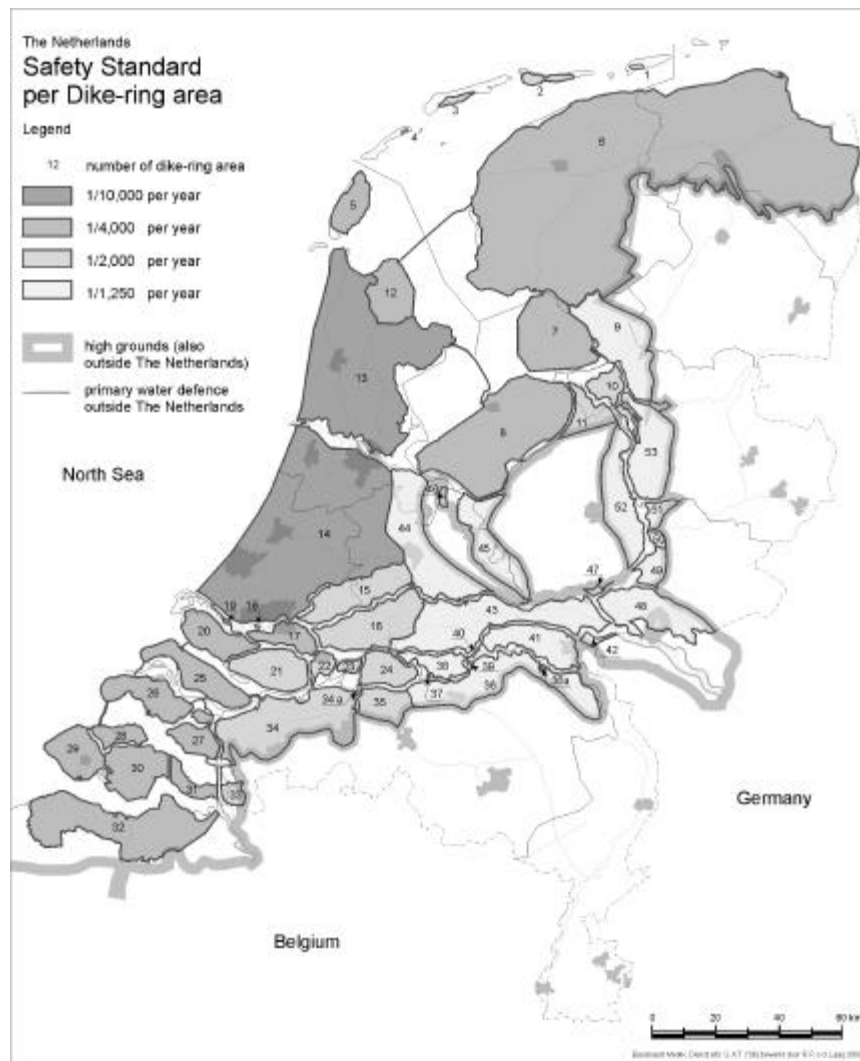 The Netherlands
Safety Standard
per Dike-ring area
Legend
12 number of dike-ring area
1/10,000 per year
1/4,000 per year
1/2,000 per year
1/1,250 per year
high grounds (also
outside The Netherlands)
primary water defence
outside The Netherlands
1
2
3
4
5
6
12
7
9
13
10
11
8
53
North Sea
14
44
52
51
45
47
49
15
19
18
43
48
20
17
16
40
41
42
21
22
23
24
38
39
25
36a
26
34a
35
37
36
34
28
27
29
30
31
33
32
Germany
Belgium
0 20 40 60 km